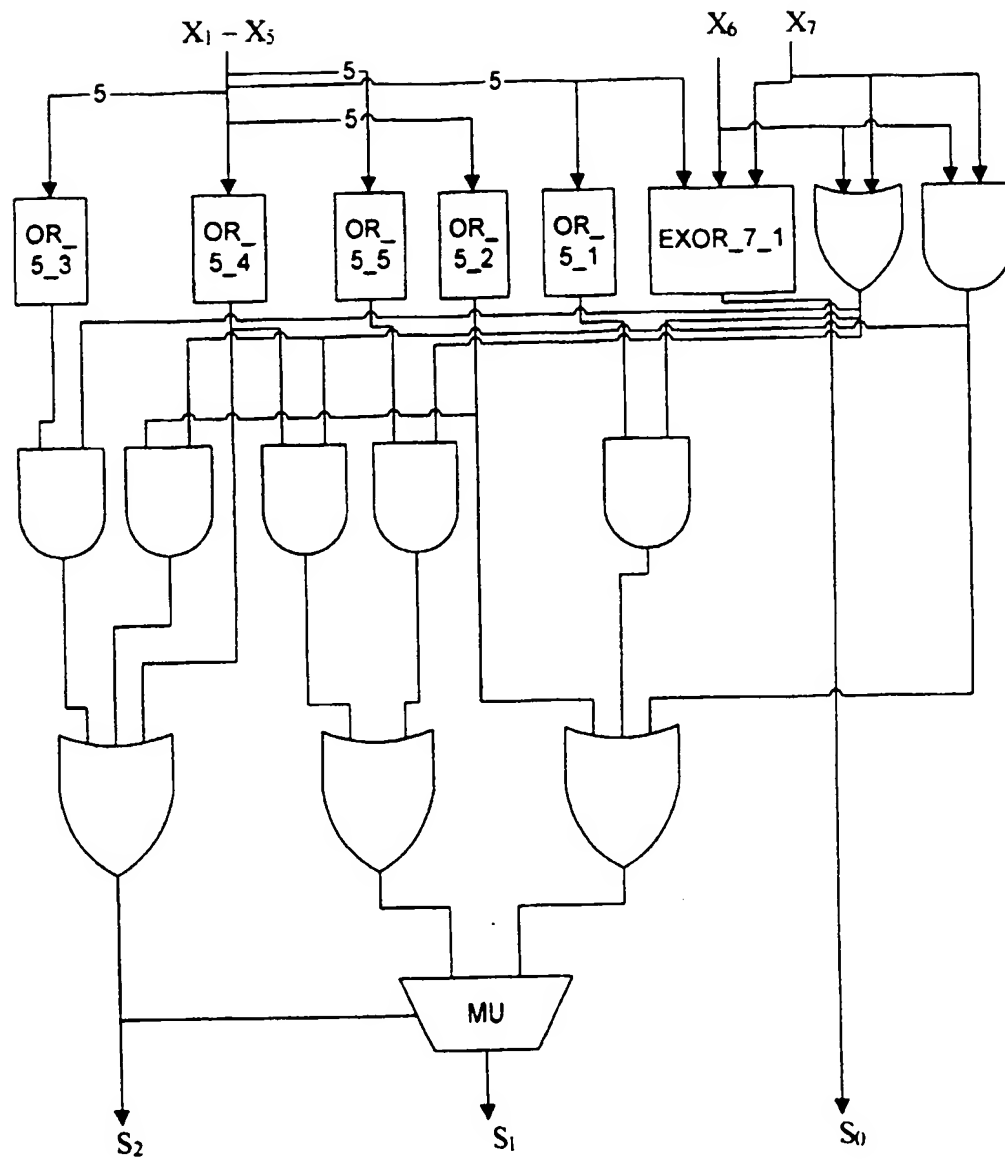 X₁ – X₅
X₆
X₇
5
5
5
5
OR_
5_3
OR_
5_4
OR_
5_5
OR_
5_2
OR_
5_1
EXOR_7_1
MU
S₂
S₁
S₀